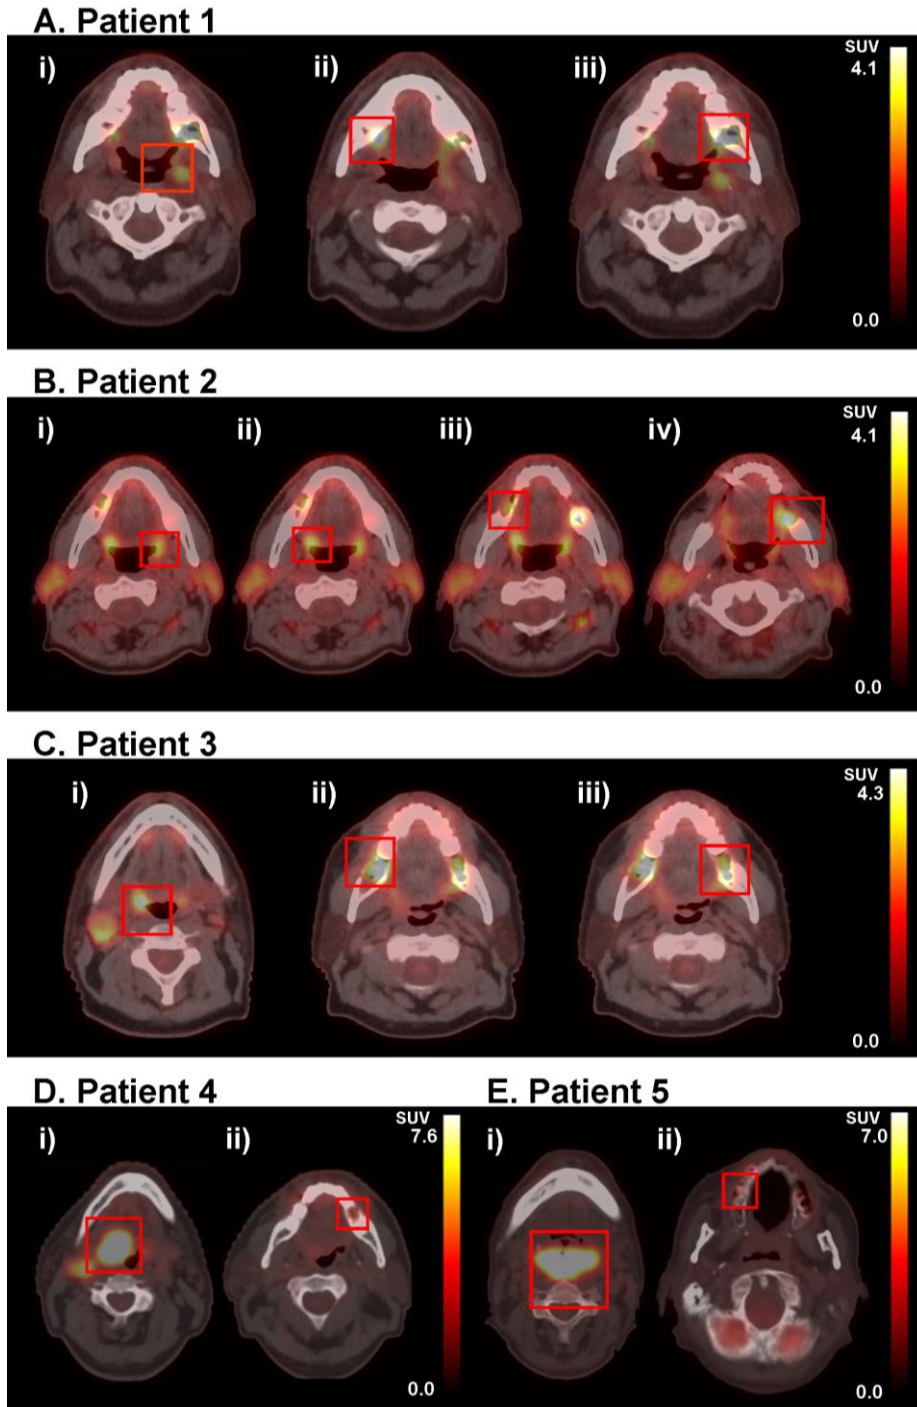 A. Patient 1
i) ii) iii) SUV
4.1
0.0
B. Patient 2
i) ii) iii) iv) SUV
4.1
0.0
C. Patient 3
i) ii) iii) SUV
4.3
0.0
D. Patient 4 E. Patient 5
i) ii) SUV i) ii) SUV
7.6 7.0
0.0 0.0